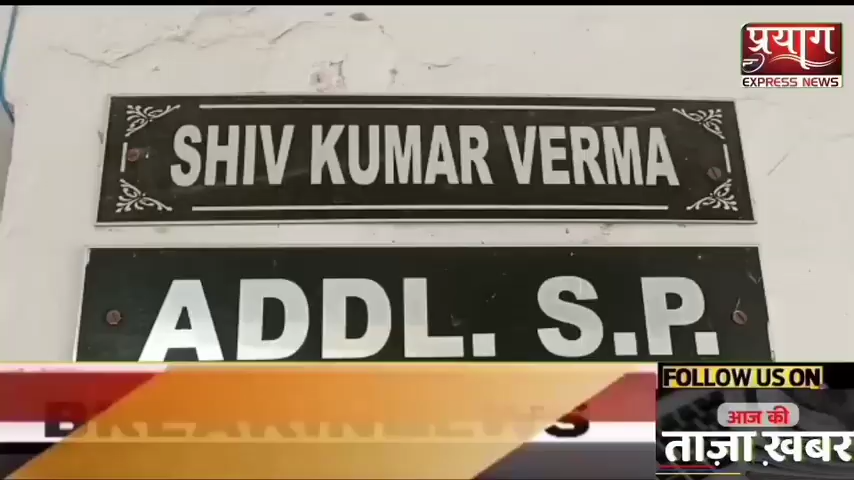 प्रयाग
EXPRESS NEWS
SHIV KUMAR VERMA
ADDL. S.P.
FOLLOW US ON
आज की
ताज़ा ख़बर